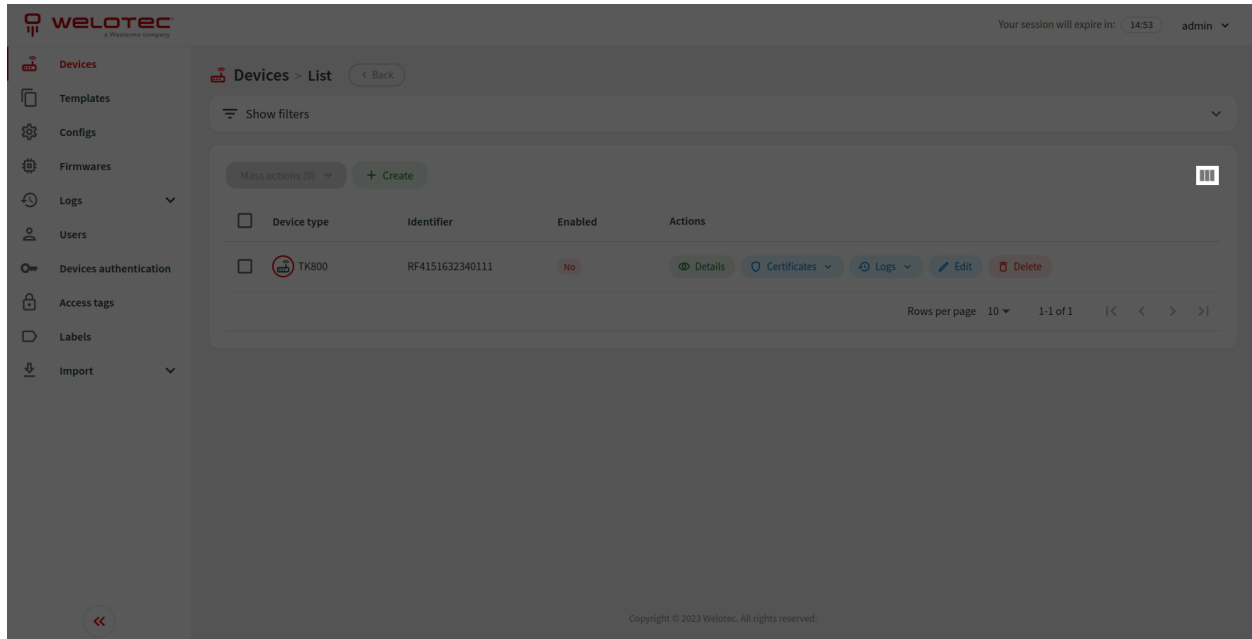 WELOTEC
a Westermo company
Your session will expire in: 14:53 admin
Devices
Templates
Configs
Firmwares
Logs
Users
Devices authentication
Access tags
Labels
Import
Devices > List < Back
Show filters
Mass actions (0) + Create
Device type Identifier Enabled Actions
TK800 RF4151632340111 No Details Certificates Logs Edit Delete
Rows per page 10 1-1 of 1
Copyright © 2023 Welotec. All rights reserved.